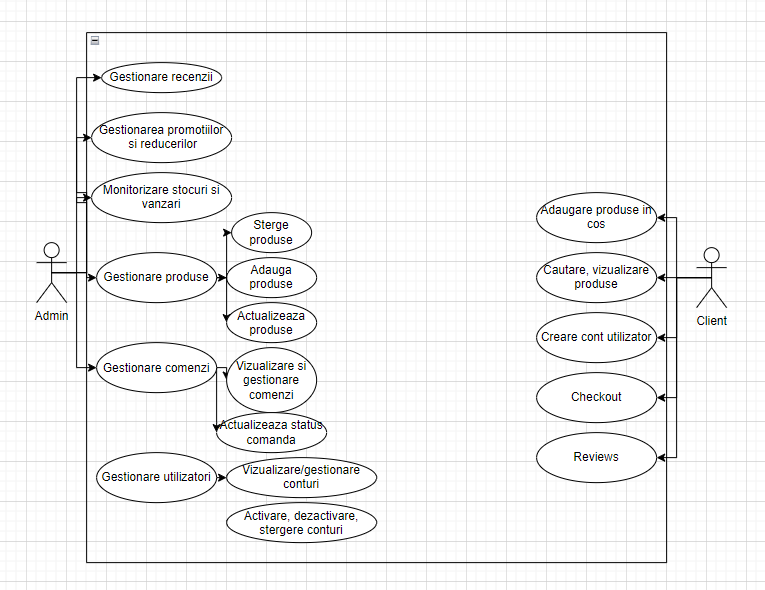 Gestionare recenzii
Gestionarea promotiilor
si reducerilor
Monitorizare stocuri si
vanzari
Sterge
produse
Gestionare produse
Adauga
produse
Actualizeaza
produse
Admin
Gestionare comenzi
Vizualizare si
gestionare
comenzi
Actualizeaza status
comanda
Gestionare utilizatori
Vizualizare/gestionare
conturi
Activare, dezactivare,
stergere conturi
Adaugare produse in
cos
Cautare, vizualizare
produse
Client
Creare cont utilizator
Checkout
Reviews